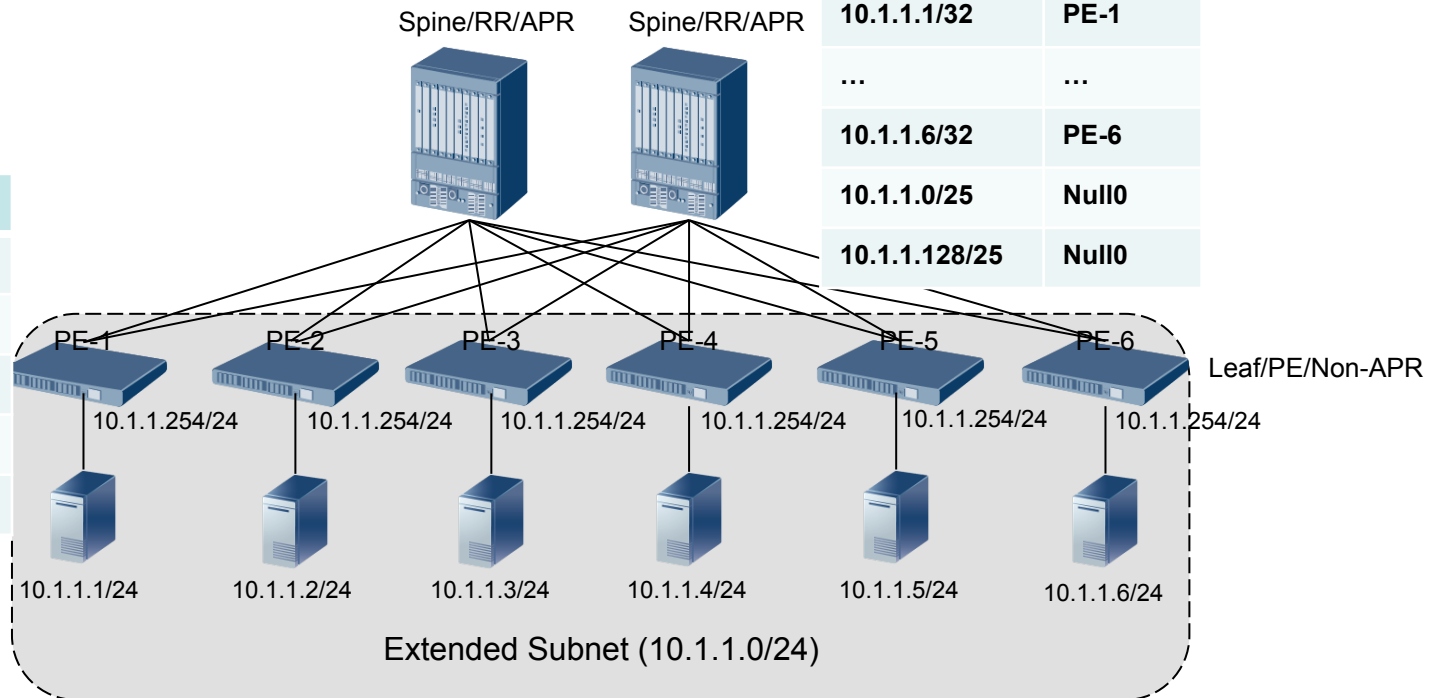 Spine/RR/APR Spine/RR/APR
10.1.1.1/32 PE-1
… …
10.1.1.6/32 PE-6
10.1.1.0/25 Null0
10.1.1.128/25 Null0
PE-1 PE-2 PE-3 PE-4 PE-5 PE-6
Leaf/PE/Non-APR
10.1.1.254/24 10.1.1.254/24 10.1.1.254/24 10.1.1.254/24 10.1.1.254/24 10.1.1.254/24
10.1.1.1/24 10.1.1.2/24 10.1.1.3/24 10.1.1.4/24 10.1.1.5/24 10.1.1.6/24
Extended Subnet (10.1.1.0/24)